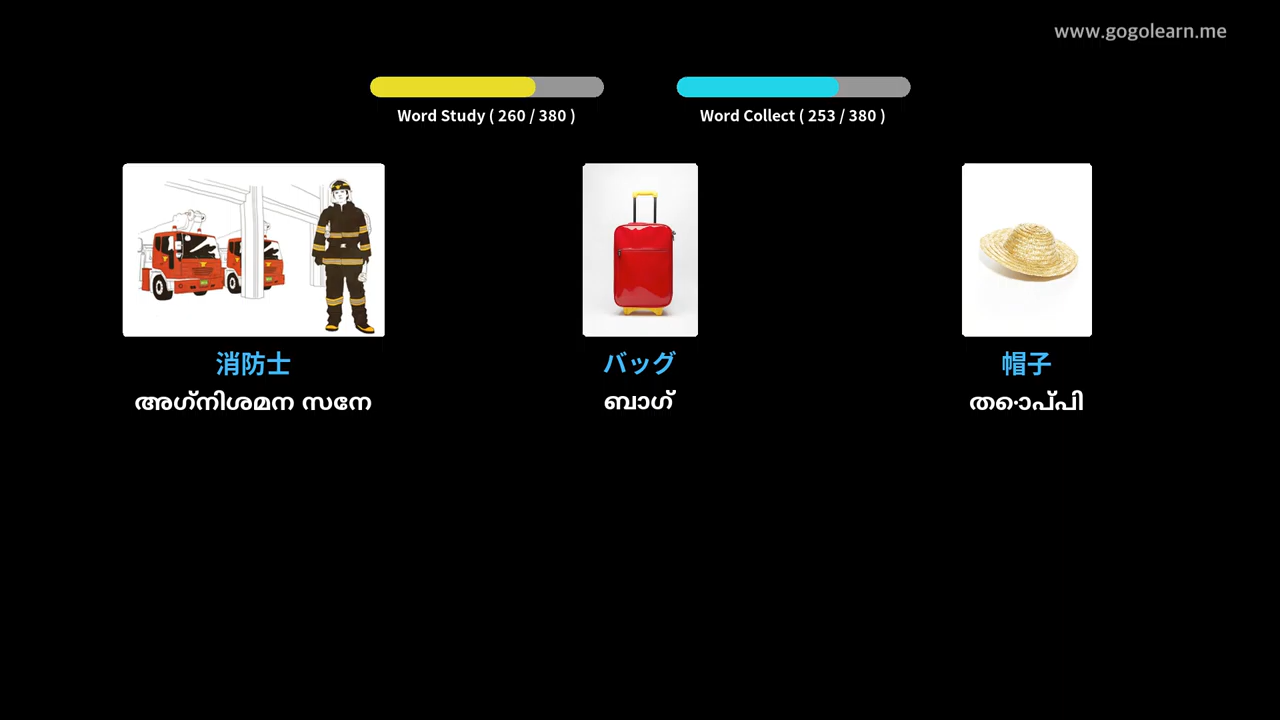 www.gogolearn.me
Word Study ( 260 / 380 )
Word Collect ( 253 / 380 )
消防士
അഗ്നിശമന സനേ
バッグ
ബാഗ്
帽子
തൊപ്പി